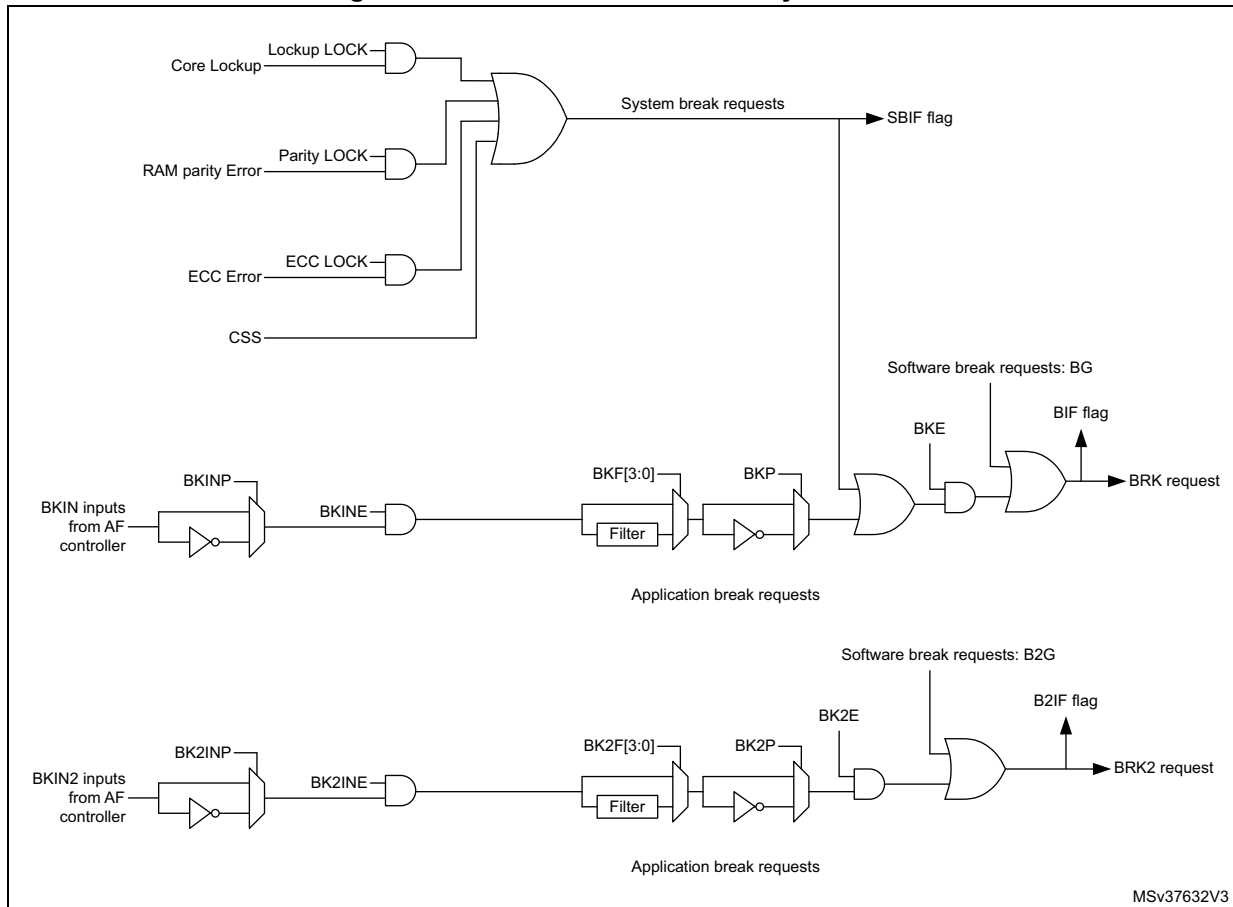 Lockup LOCK
Core Lockup
System break requests
SBIF flag
Parity LOCK
RAM parity Error
ECC LOCK
ECC Error
CSS
Software break requests: BG
BIF flag
BKE
BKINP
BKF[3:0]
BKP
BRK request
BKIN inputs
from AF
controller
BKINE
Filter
Application break requests
Software break requests: B2G
B2IF flag
BK2E
BK2INP
BK2F[3:0]
BK2P
BRK2 request
BKIN2 inputs
from AF
controller
BK2INE
Filter
Application break requests
MSv37632V3